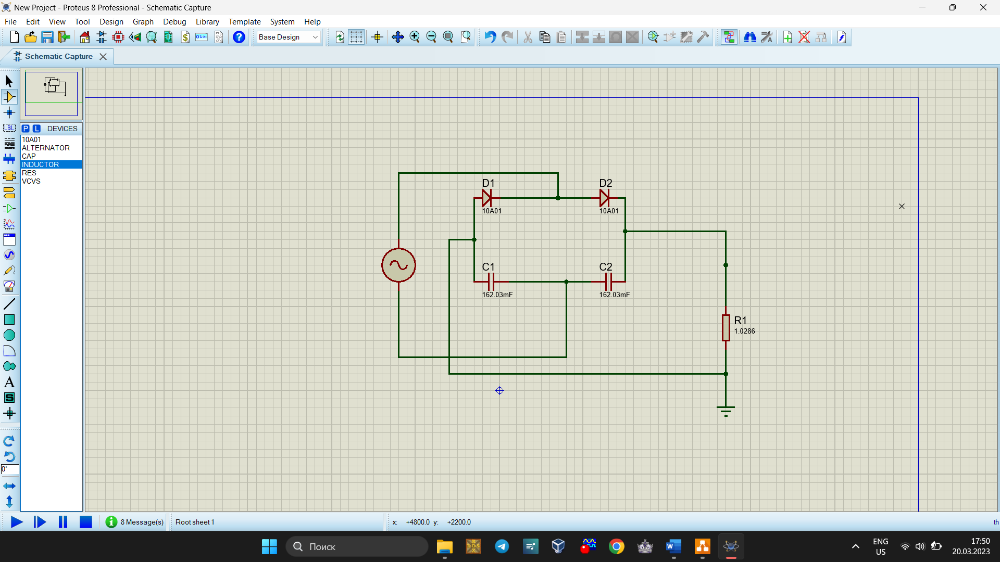 New Project - Proteus 8 Professional - Schematic Capture
File Edit View Tool Design Graph Debug Library Template System Help
Base Design
Schematic Capture
P L DEVICES
10A01
ALTERNATOR
CAP
INDUCTOR
RES
VCVS
LBL
A
S
0°
D1
10A01
D2
10A01
C1
162.03mF
C2
162.03mF
R1
1.0286
8 Message(s)
Root sheet 1
x: +4800.0 y: +2200.0
th
Поиск
ENG
US
17:50
20.03.2023